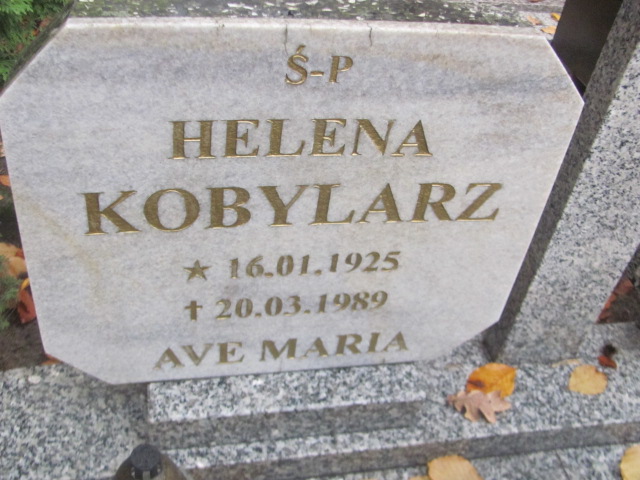 Ś-P
HELENA
KOBYLARZ
★ 16.01.1925
✝ 20.03.1989
AVE MARIA